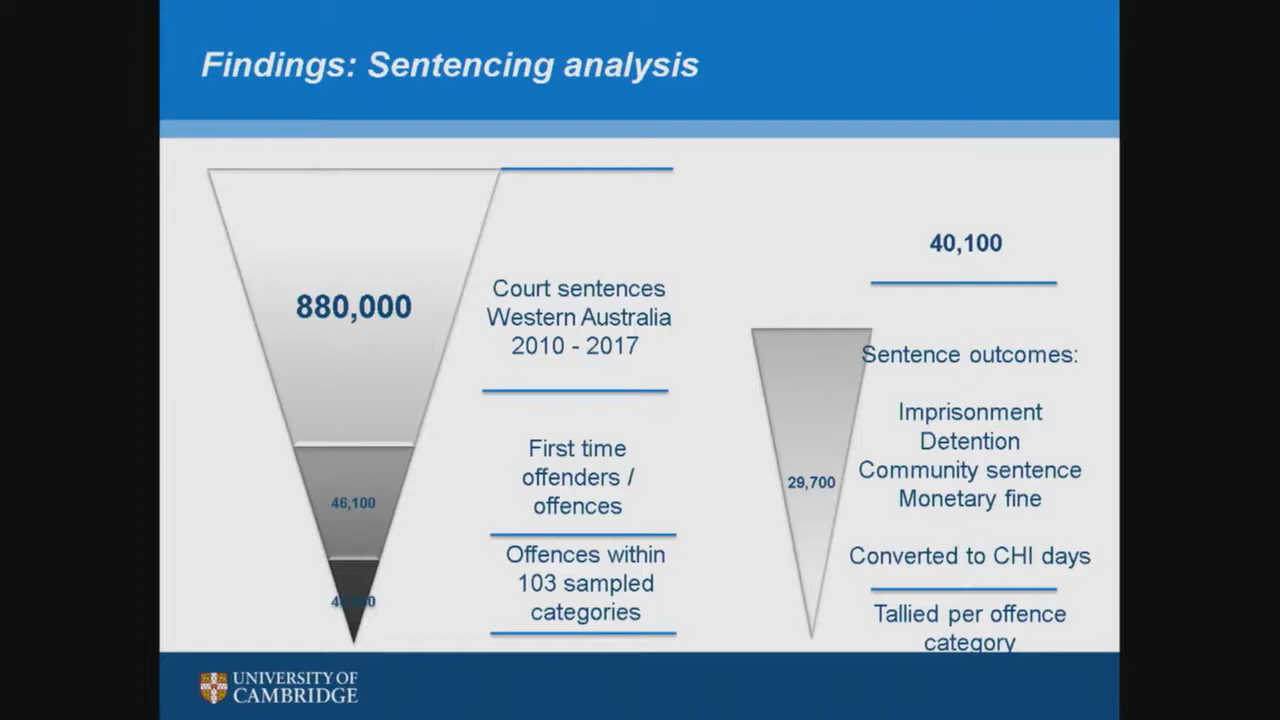 Findings: Sentencing analysis
880,000
Court sentences
Western Australia
2010 - 2017
46,100
First time
offenders /
offences
Offences within
103 sampled
categories
40,100
29,700
Sentence outcomes:
Imprisonment
Detention
Community sentence
Monetary fine
Converted to CHI days
Tallied per offence
category
UNIVERSITY OF
CAMBRIDGE